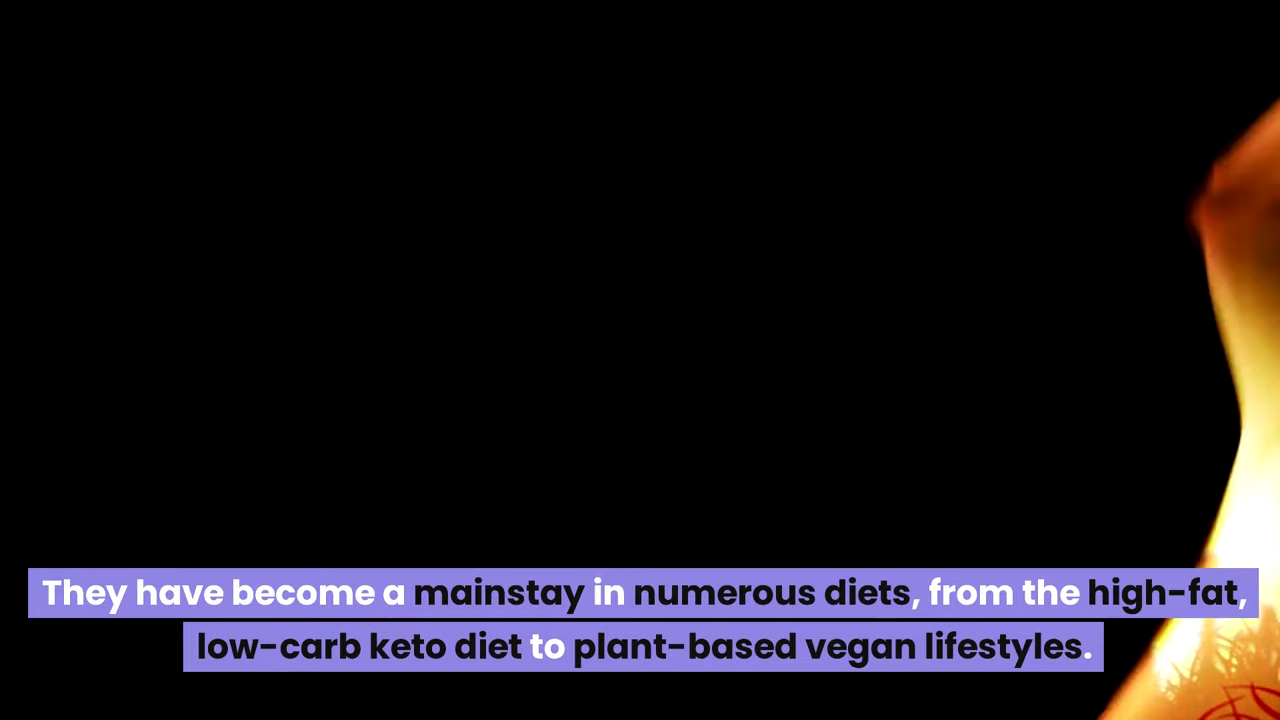 They have become a mainstay in numerous diets, from the high-fat,
low-carb keto diet to plant-based vegan lifestyles.